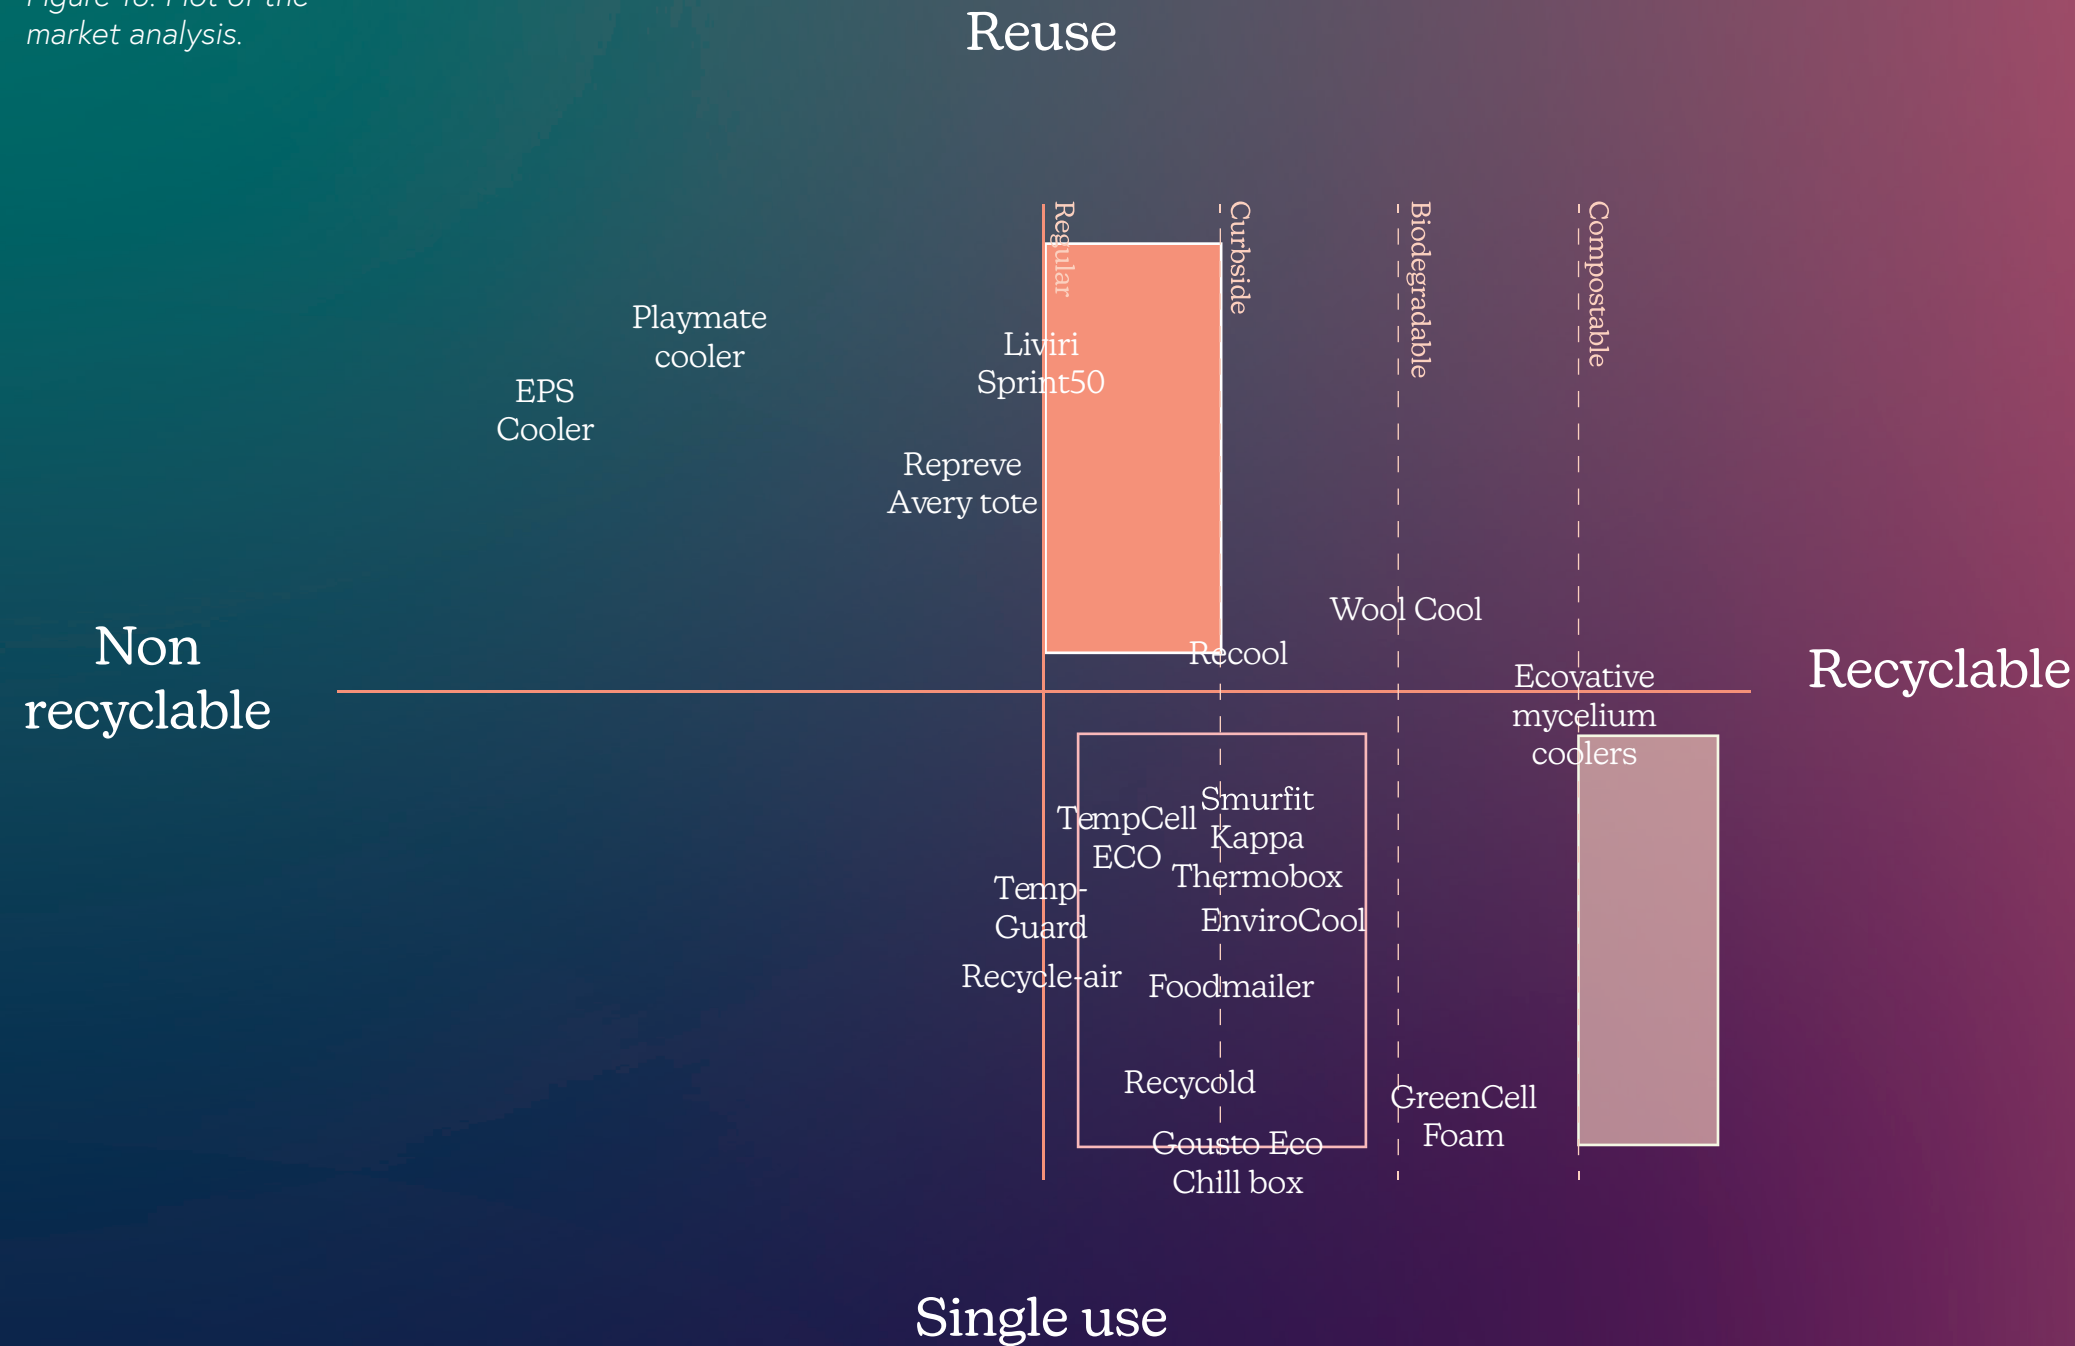 market analysis.
Reuse
Regular
Curbside
Biodegradable
Compostable
Playmate
cooler
Liviri
Sprint50
EPS
Cooler
Repreve
Avery tote
Wool Cool
Recool
Non
recyclable
Recyclable
Ecovative
mycelium
coolers
TempCell
ECO
Smurfit
Kappa
Thermobox
Temp-
Guard
EnviroCool
Recycle-air
Foodmailer
Recycold
GreenCell
Foam
Gousto Eco
Chill box
Single use